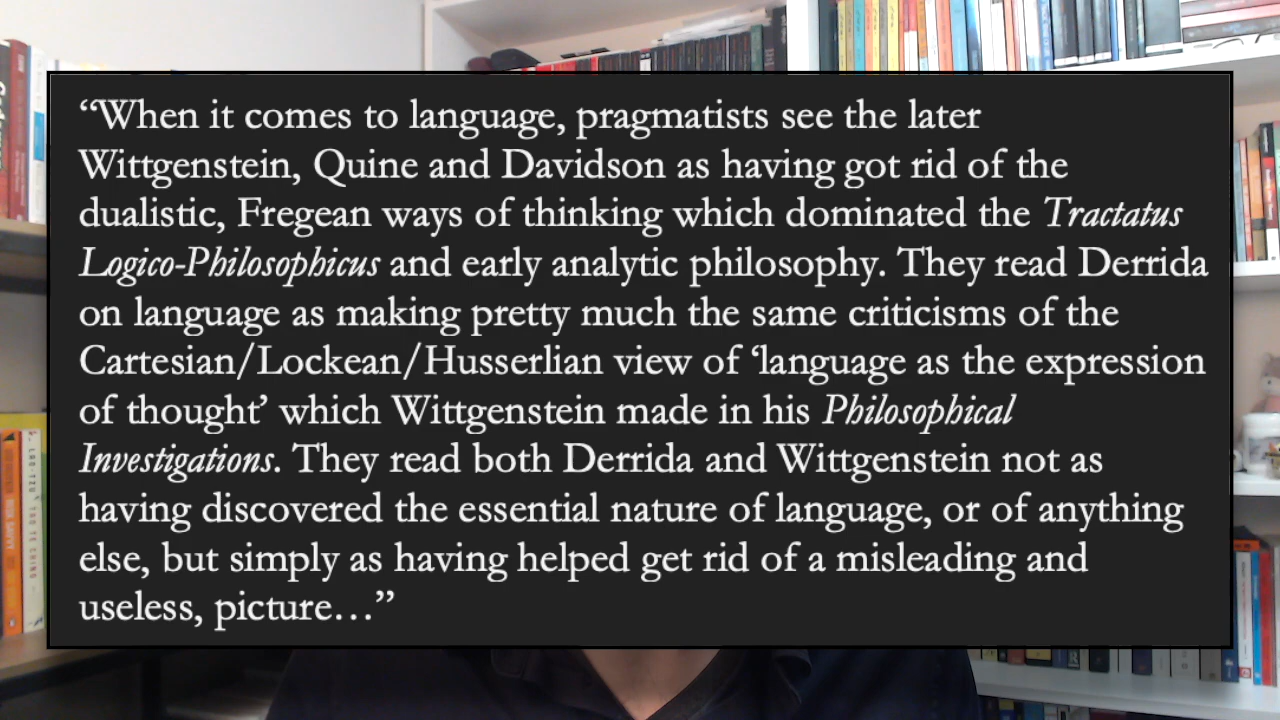 “When it comes to language, pragmatists see the later
Wittgenstein, Quine and Davidson as having got rid of the
dualistic, Fregean ways of thinking which dominated the Tractatus
Logico-Philosophicus and early analytic philosophy. They read Derrida
on language as making pretty much the same criticisms of the
Cartesian/Lockean/Husserlian view of ‘language as the expression
of thought’ which Wittgenstein made in his Philosophical
Investigations. They read both Derrida and Wittgenstein not as
having discovered the essential nature of language, or of anything
else, but simply as having helped get rid of a misleading and
useless, picture…”
LAO-TZU TAO TE CHING